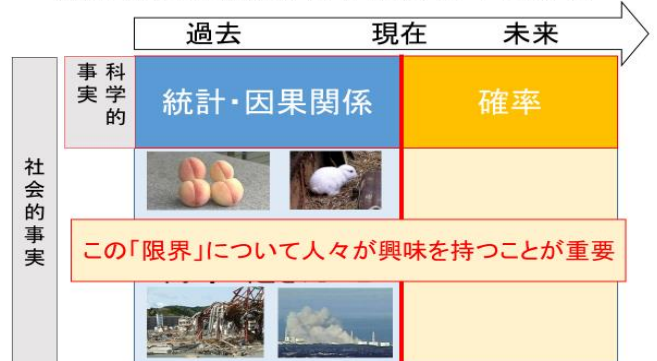 過去 現在 未来
科学的
事実
統計・因果関係 確率
社会的事実
この「限界」について人々が興味を持つことが重要